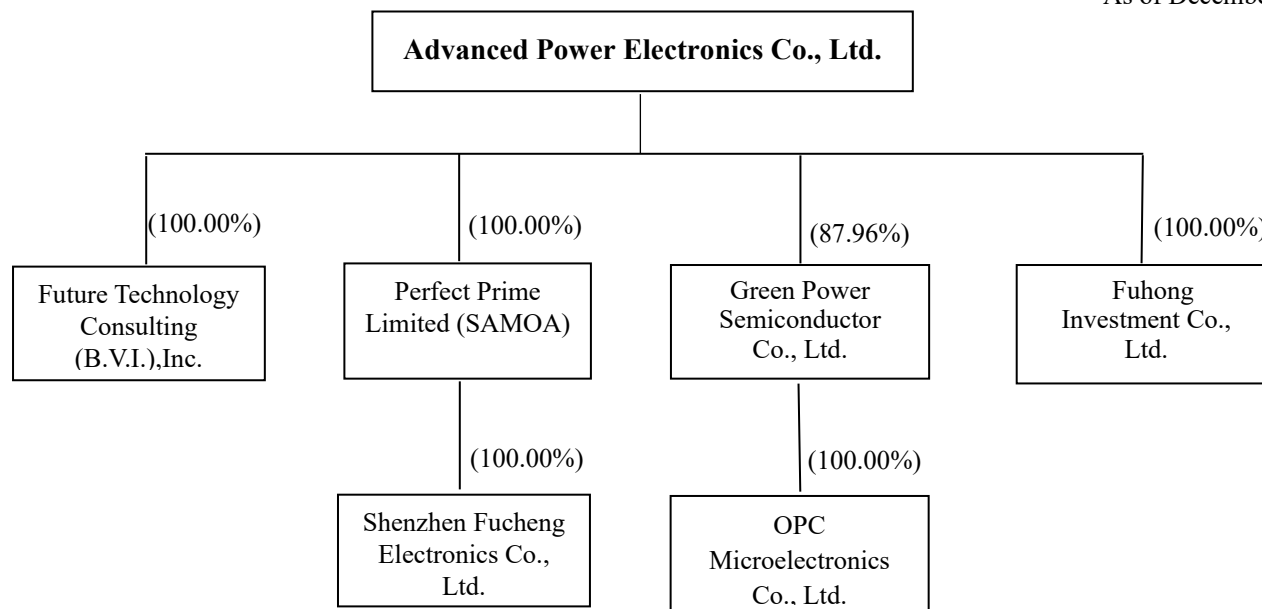 As of December
Advanced Power Electronics Co., Ltd.
(100.00%)
(100.00%)
(87.96%)
(100.00%)
Future Technology
Consulting
(B.V.I.),Inc.
Perfect Prime
Limited (SAMOA)
Green Power
Semiconductor
Co., Ltd.
Fuhong
Investment Co.,
Ltd.
(100.00%)
(100.00%)
Shenzhen Fucheng
Electronics Co.,
Ltd.
OPC
Microelectronics
Co., Ltd.